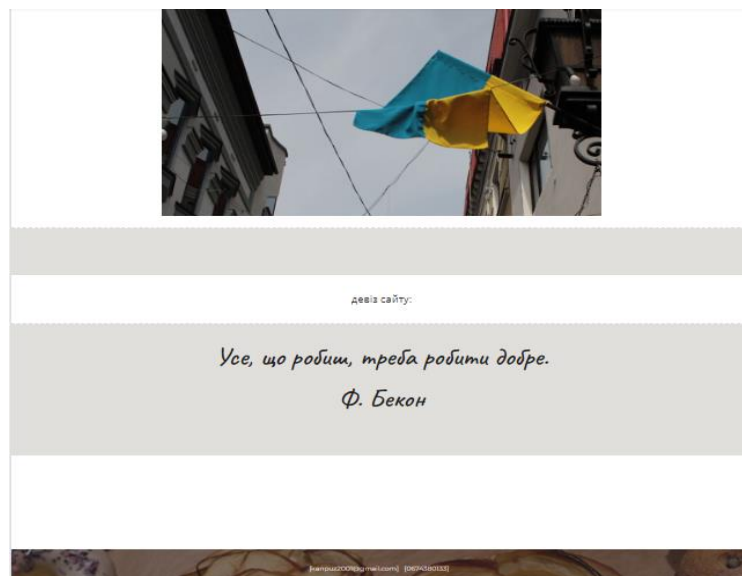 девіз сайту:
Усе, що робиш, треба робити добре.
Ф. Бекон